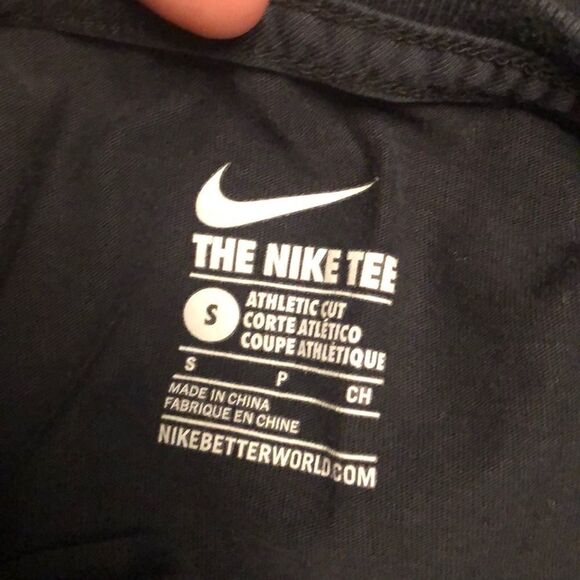 THE NIKE TEE
S
ATHLETIC CUT
CORTE ATLÉTICO
COUPE ATHLÉTIQUE
S P CH
MADE IN CHINA
FABRIQUE EN CHINE
NIKEBETTERWORLD.COM